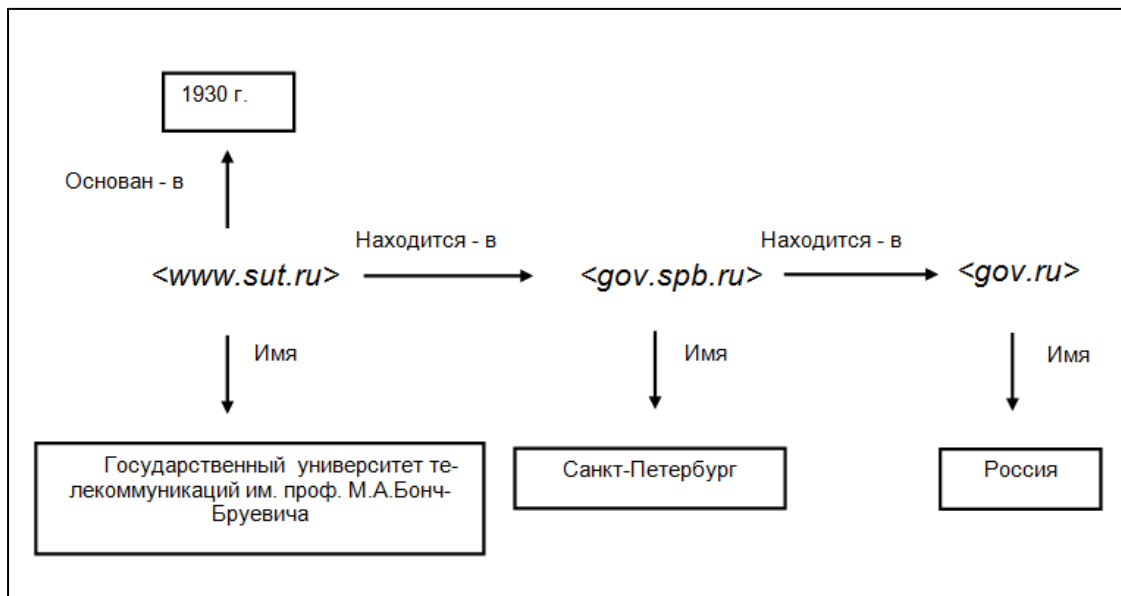 1930 г.
Основан - в
Находится - в
Находится - в
<www.sut.ru>
<gov.spb.ru>
<gov.ru>
Имя
Имя
Имя
Государственный университет те-
лекоммуникаций им. проф. М.А.Бонч-
Бруевича
Санкт-Петербург
Россия